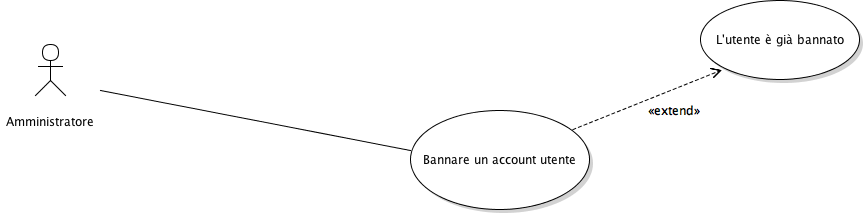 L'utente è già bannato
«extend»
Amministratore
Bannare un account utente